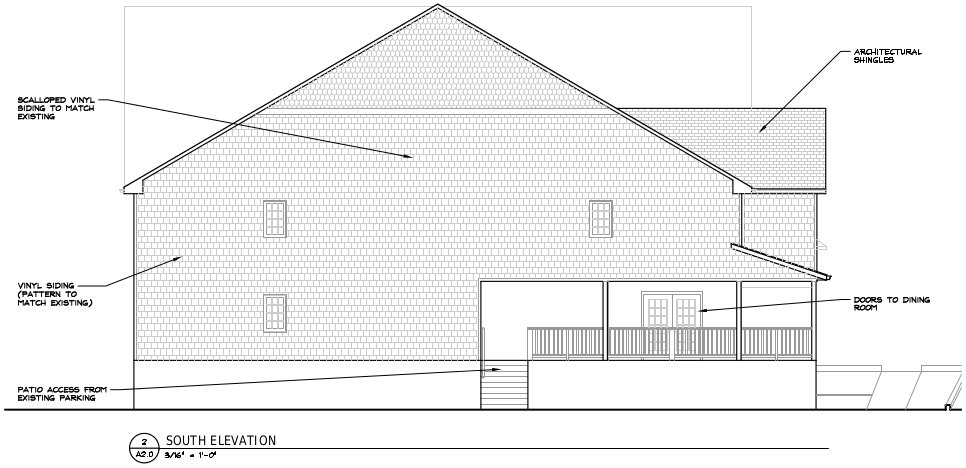 ARCHITECTURAL
SHINGLES
SCALLOPED VINYL
SIDING TO MATCH
EXISTING
VINYL SIDING
(PATTERN TO
MATCH EXISTING)
DOORS TO DINING
ROOM
PATIO ACCESS FROM
EXISTING PARKING
2
A2.0
SOUTH ELEVATION
3/16" = 1'-0"